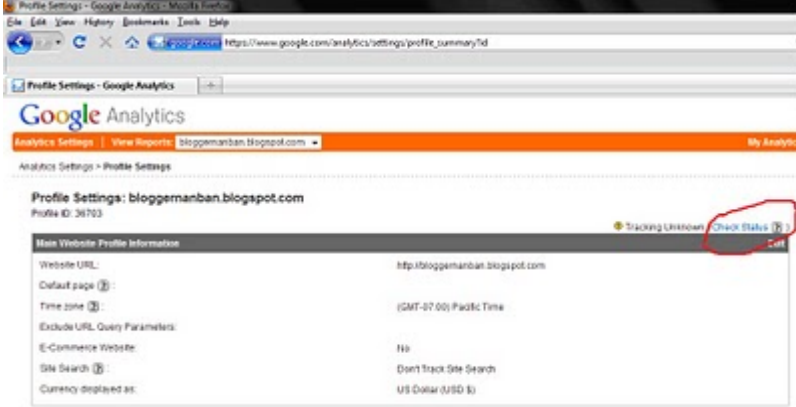 Profile Settings - Google Analytics - Mozilla Firefox
File Edit View History Bookmarks Tools Help
google.com https://www.google.com/analytics/settings/profile_summary?id
Profile Settings - Google Analytics
Google Analytics
Analytics Settings | View Reports: bloggernanban.blogspot.com My Analytic
Analytics Settings > Profile Settings
Profile Settings: bloggernanban.blogspot.com
Profile ID: 36703
Tracking Unknown (Check Status ? )
Main Website Profile Information Edit
Website URL: http://bloggernanban.blogspot.com
Default page ? :
Time zone ? : (GMT-07:00) Pacific Time
Exclude URL Query Parameters:
E-Commerce Website: No
Site Search ? : Don't Track Site Search
Currency displayed as: US Dollar (USD $)